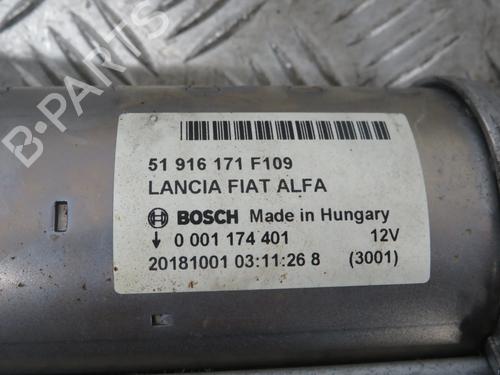 51 916 171 F109
LANCIA FIAT ALFA
BOSCH Made in Hungary
0 001 174 401 12V
20181001 03:11:26 8 (3001)
B-Parts